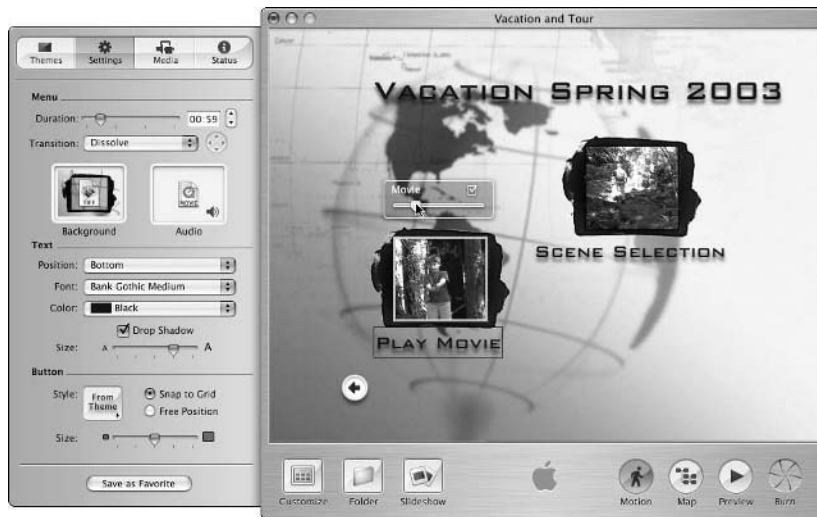 Vacation and Tour
Themes
Settings
Media
Status
Menu
Duration: 00:59
Transition: Dissolve
TIFF
MOVIE
Background
Audio
Text
Position: Bottom
Font: Bank Gothic Medium
Color: Black
Drop Shadow
Size: A A
Button
Style: From Theme
Snap to Grid
Free Position
Size:
Save as Favorite
VACATION SPRING 2003
Movie
SCENE SELECTION
PLAY MOVIE
Customize
Folder
Slideshow
Motion
Map
Preview
Burn